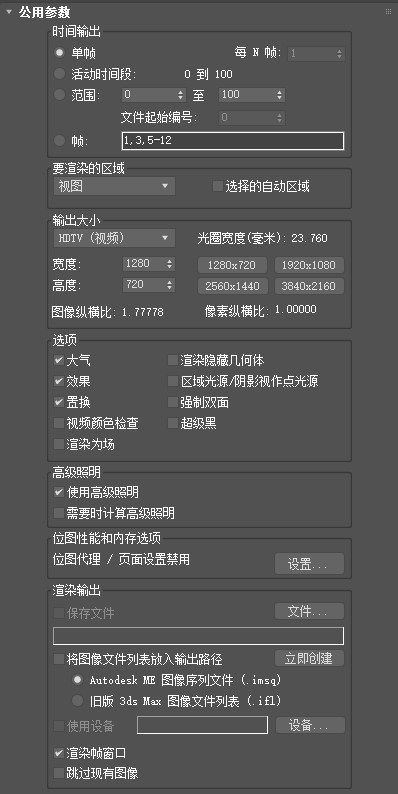 公用参数
时间输出
单帧 每 N 帧: 1
活动时间段: 0 到 100
范围: 0 至 100
文件起始编号: 0
帧: 1,3,5-12
要渲染的区域
视图 选择的自动区域
输出大小
HDTV (视频) 光圈宽度(毫米): 23.760
宽度: 1280 1280x720 1920x1080
高度: 720 2560x1440 3840x2160
图像纵横比: 1.77778 像素纵横比: 1.00000
选项
大气 渲染隐藏几何体
效果 区域光源/阴影视作点光源
置换 强制双面
视频颜色检查 超级黑
渲染为场
高级照明
使用高级照明
需要时计算高级照明
位图性能和内存选项
位图代理 / 页面设置禁用 设置...
渲染输出
保存文件 文件...
将图像文件列表放入输出路径 立即创建
Autodesk ME 图像序列文件 (.imsq)
旧版 3ds Max 图像文件列表 (.ifl)
使用设备 设备...
渲染帧窗口
跳过现有图像